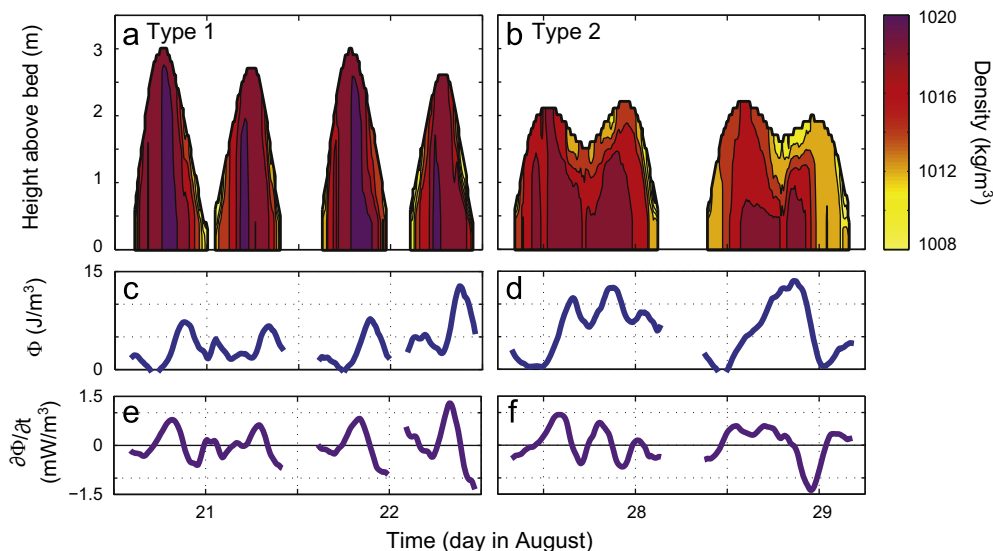 a Type 1
b Type 2
Height above bed (m)
3
2
1
0
1020
1016
1012
1008
Density (kg/m³)
c
d
Φ (J/m³)
15
0
e
f
∂Φ/∂t
(mW/m³)
1.5
0
−1.5
21
22
28
29
Time (day in August)